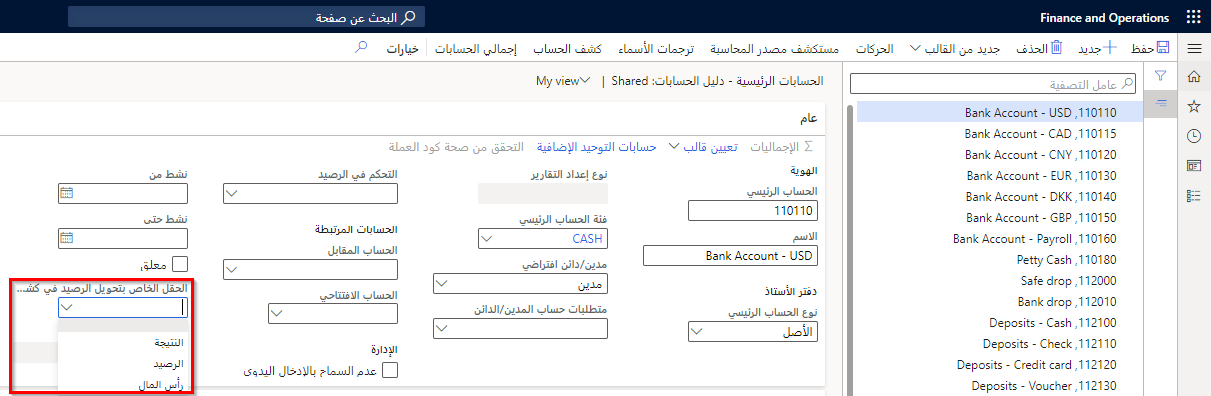 Finance and Operations
البحث عن صفحة
حفظ
جديد
الحذف
جديد من القالب
الحركات
مستكشف مصدر المحاسبة
ترجمات الأسماء
كشف الحساب
إجمالي الحسابات
خيارات
عامل التصفية
110110, Bank Account - USD
110115, Bank Account - CAD
110120, Bank Account - CNY
110130, Bank Account - EUR
110140, Bank Account - DKK
110150, Bank Account - GBP
110160, Bank Account - Payroll
110180, Petty Cash
112000, Safe drop
112010, Bank drop
112100, Deposits - Cash
112110, Deposits - Check
112120, Deposits - Credit card
112130, Deposits - Voucher
الحسابات الرئيسية - دليل الحسابات: Shared | My view
عام
الإجماليات
تعيين قالب
حسابات التوحيد الإضافية
التحقق من صحة كود العملة
الهوية
الحساب الرئيسي
110110
الاسم
Bank Account - USD
دفتر الأستاذ
نوع الحساب الرئيسي
الأصل
نوع إعداد التقارير
فئة الحساب الرئيسي
CASH
مدين/دائن افتراضي
مدين
متطلبات حساب المدين/الدائن
التحكم في الرصيد
الحسابات المرتبطة
الحساب المقابل
الحساب الافتتاحي
الإدارة
عدم السماح بالإدخال اليدوي
نشط من
نشط حتى
معلق
الحقل الخاص بتحويل الرصيد في كشـ...
النتيجة
الرصيد
رأس المال